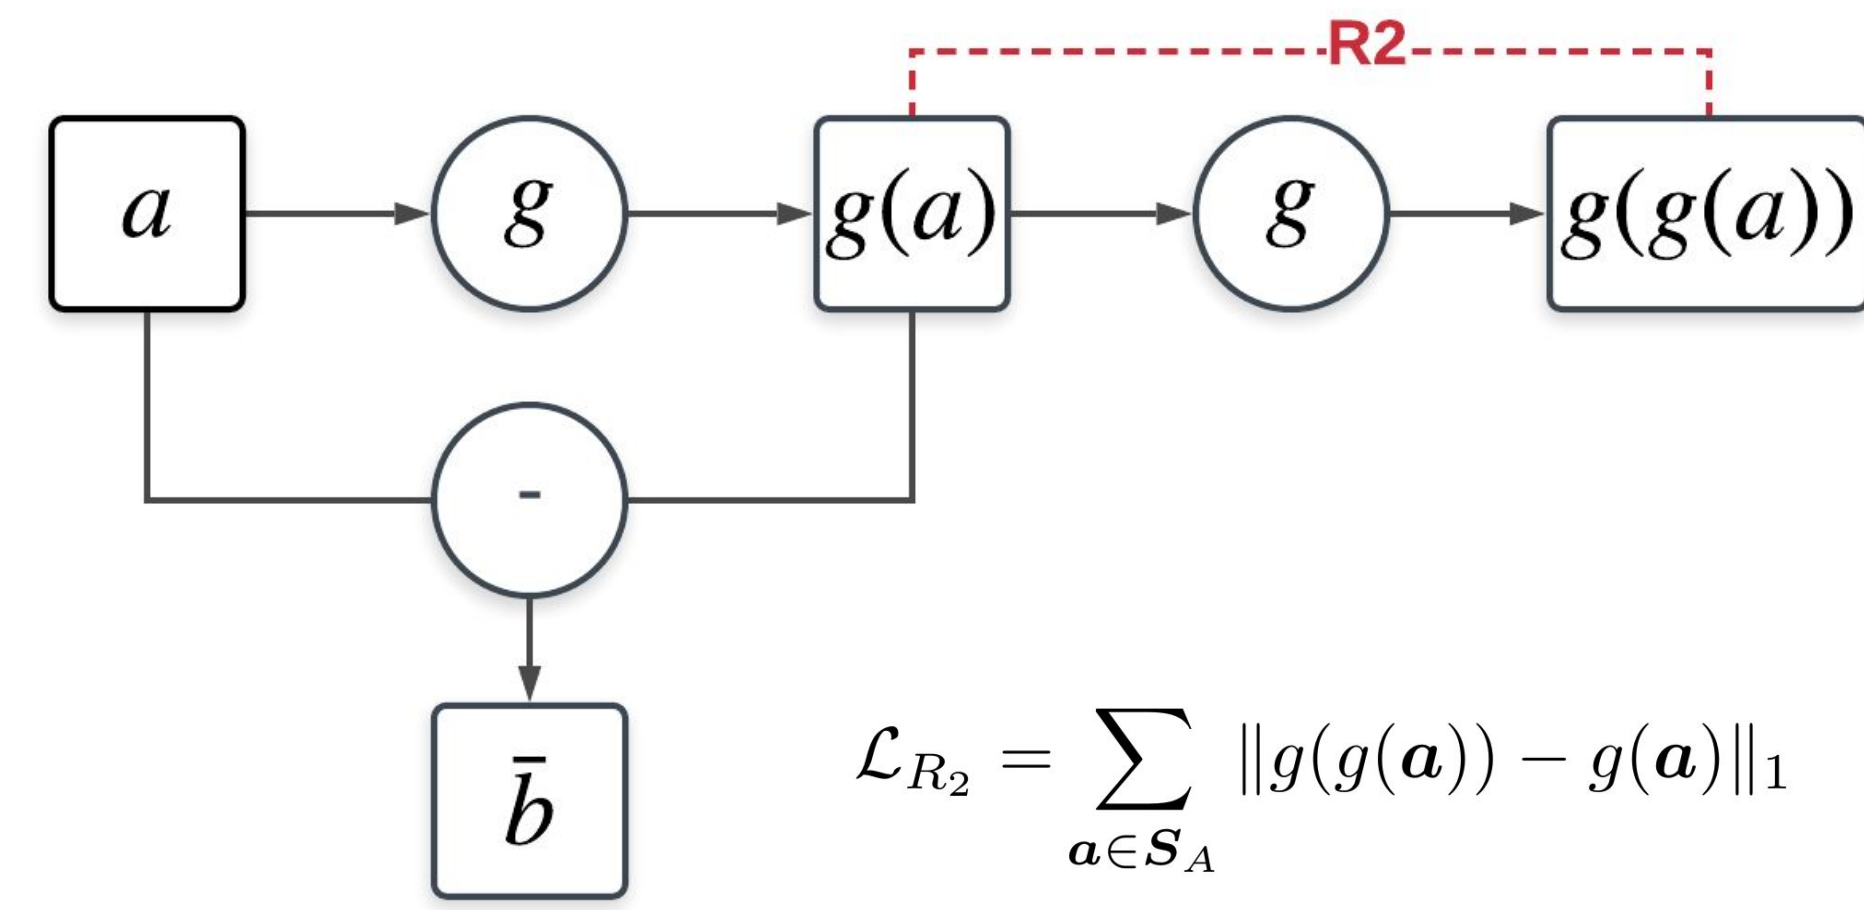 R2
a
g
g(a)
g
g(g(a))
-
b̄
𝓛_{R_2} = ∑_{𝒂∈𝑺_A} ‖g(g(𝒂)) − g(𝒂)‖_1